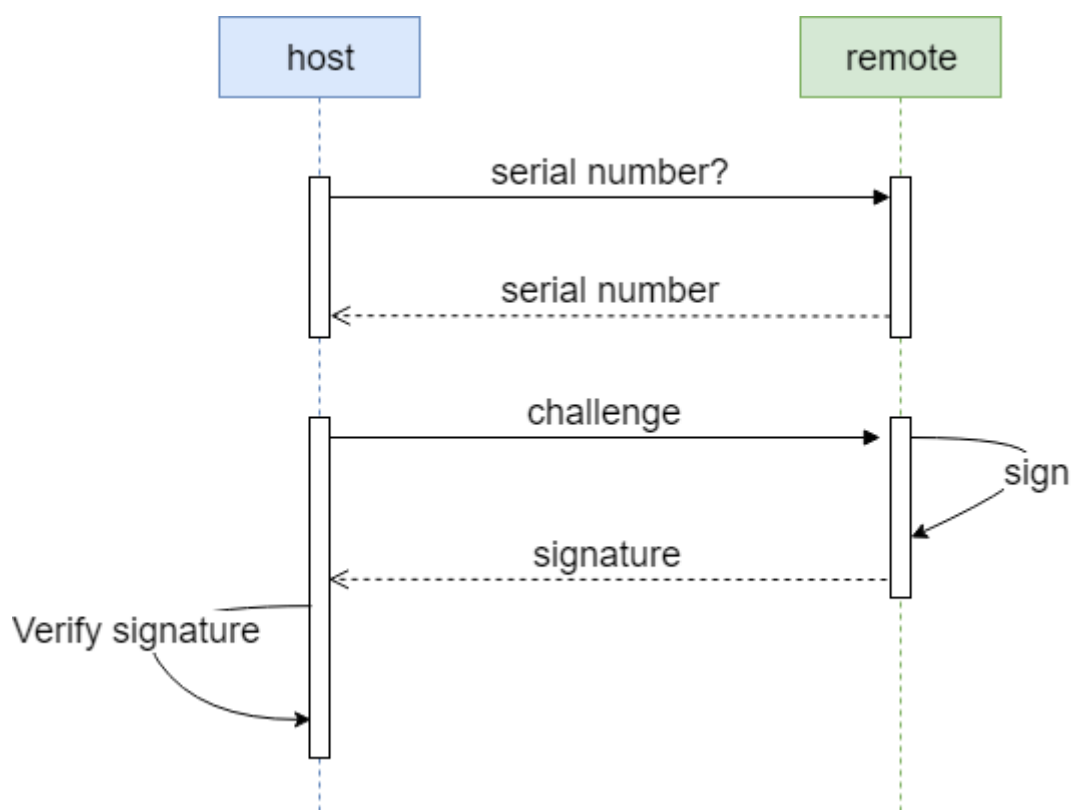 host
remote
serial number?
serial number
challenge
sign
signature
Verify signature